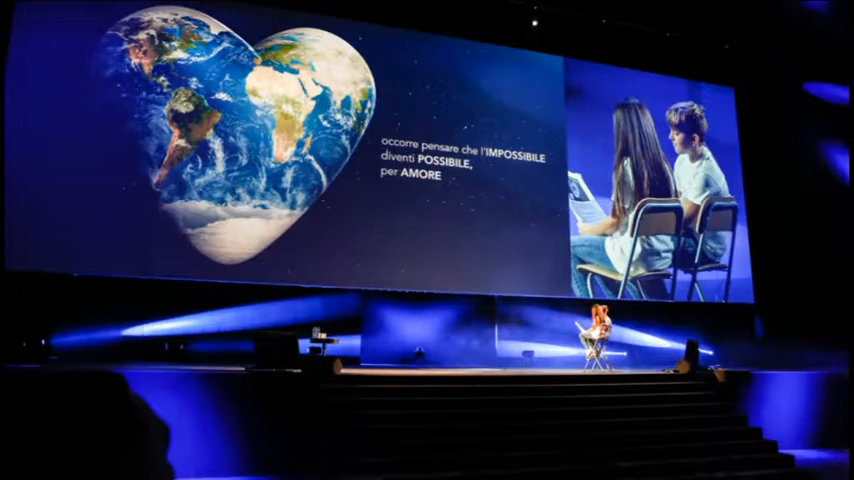 occorre pensare che l'IMPOSSIBILE
diventi POSSIBILE,
per AMORE